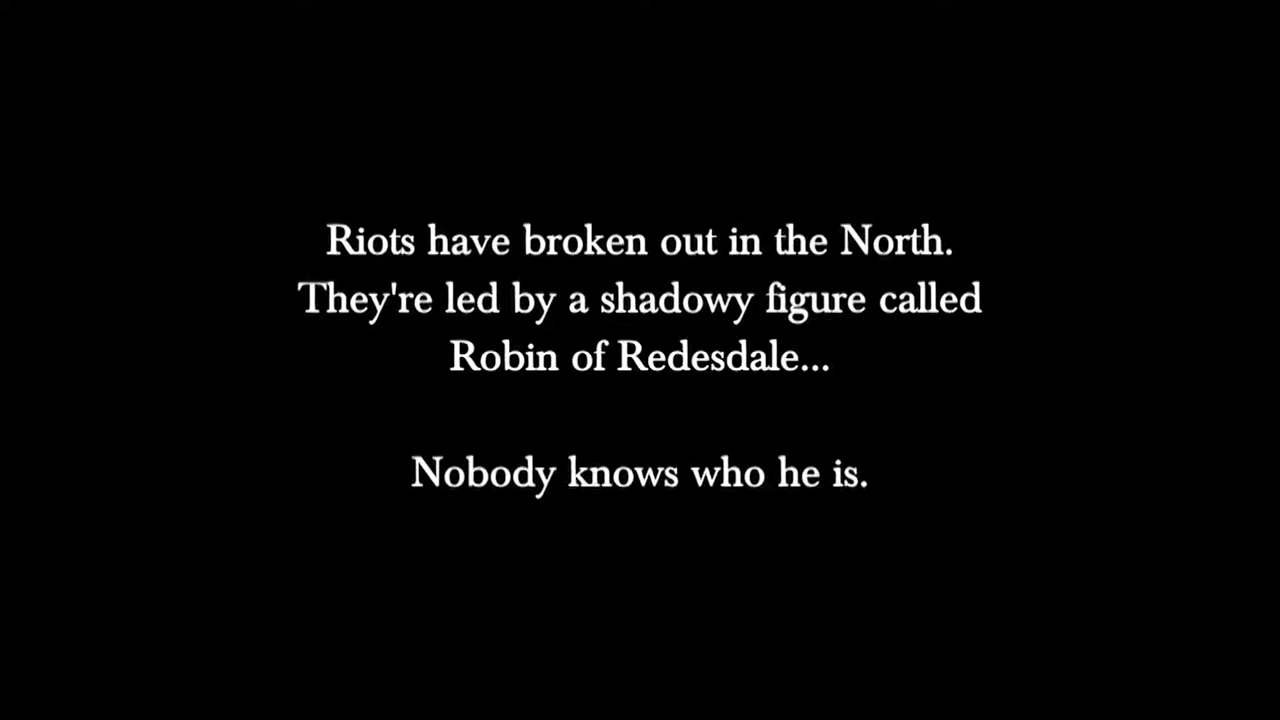 Riots have broken out in the North.
They're led by a shadowy figure called
Robin of Redesdale...
Nobody knows who he is.